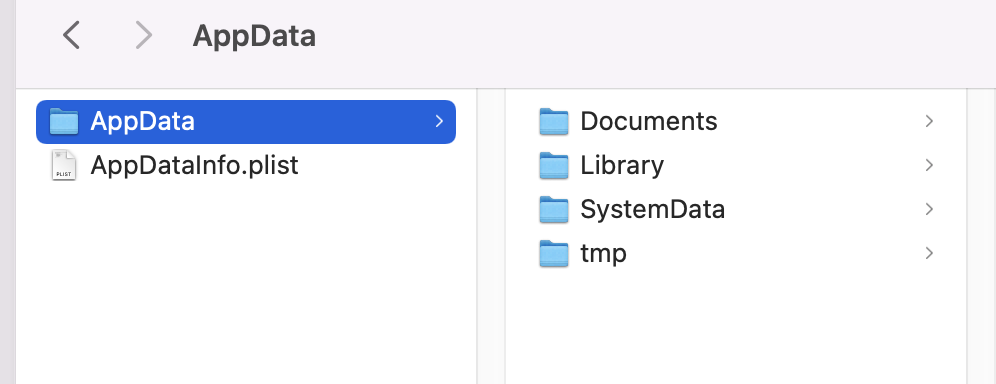 AppData
AppData
AppDataInfo.plist
PLIST
Documents
Library
SystemData
tmp